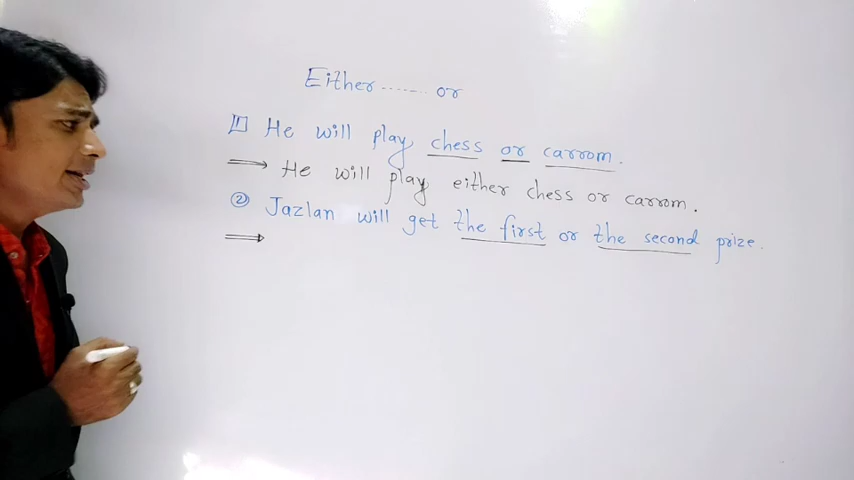 Either ...... or
1 He will play chess or carrom.
⇒ He will play either chess or carrom.
② Jazlan will get the first or the second prize.
⇒